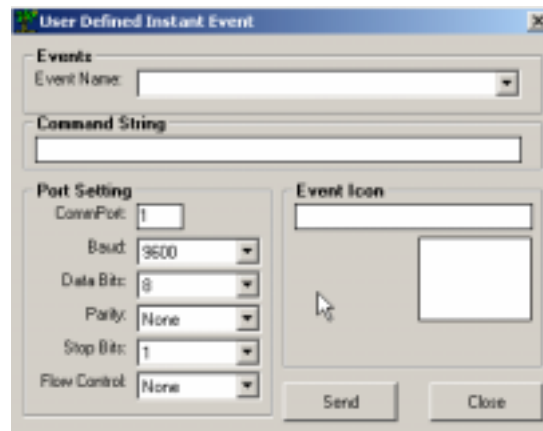 User Defined Instant Event
Events
Event Name:
Command String
Port Setting
CommPort: 1
Baud: 9600
Data Bits: 8
Parity: None
Stop Bits: 1
Flow Control: None
Event Icon
Send
Close